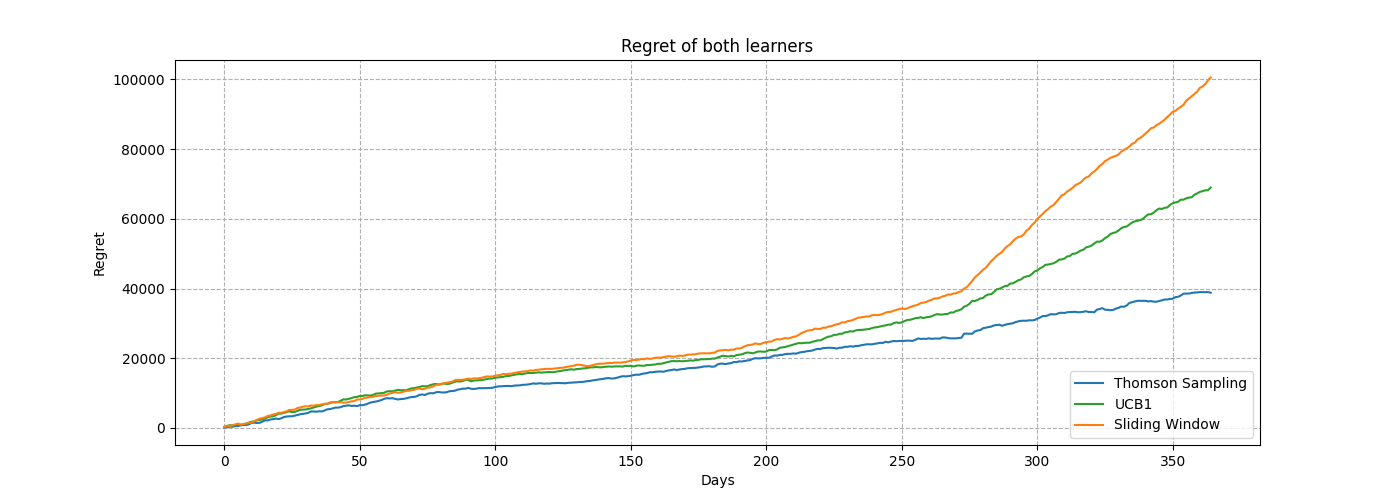 Regret of both learners
100000
80000
60000
40000
20000
0
Regret
0 50 100 150 200 250 300 350
Days
Thomson Sampling
UCB1
Sliding Window